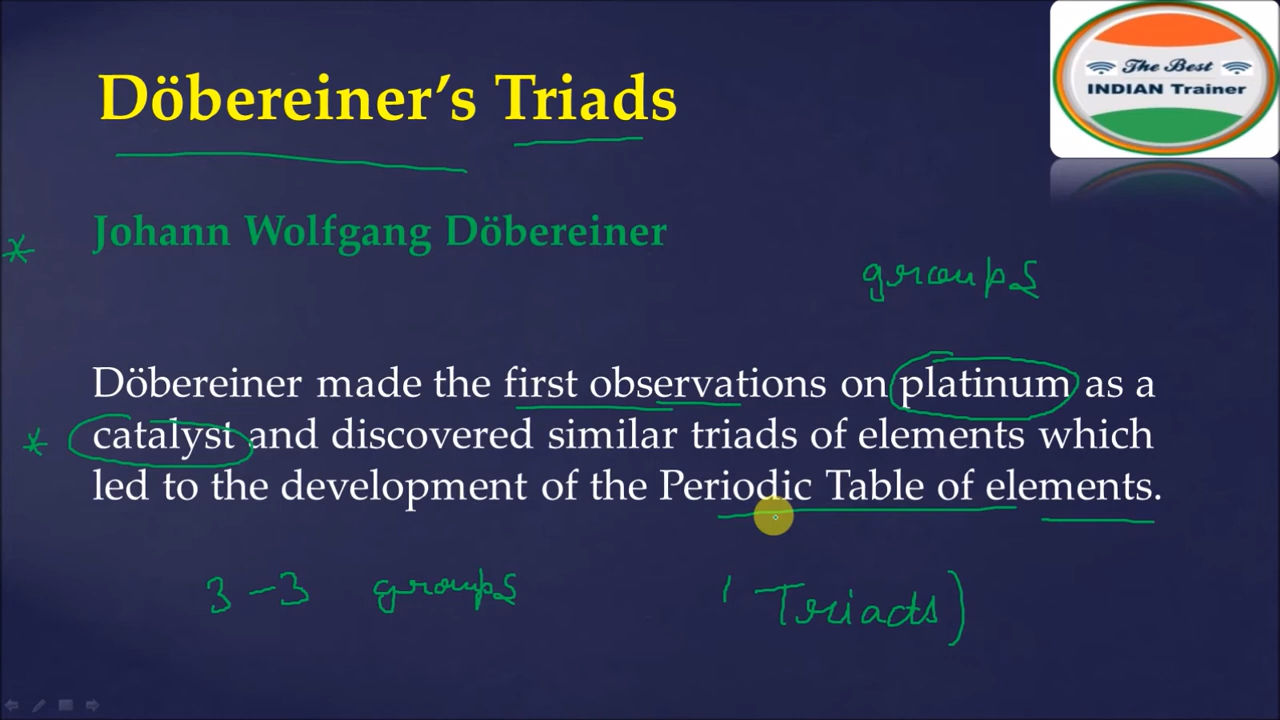 Döbereiner's Triads
The Best
INDIAN Trainer
Johann Wolfgang Döbereiner
groups
Döbereiner made the first observations on platinum as a
catalyst and discovered similar triads of elements which
led to the development of the Periodic Table of elements.
3-3 groups
(Triads)